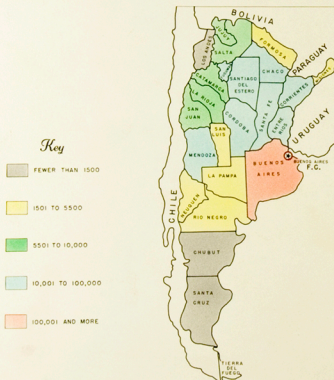 BOLIVIA
JUJUY
FORMOSA
PARAGUAY
LOS ANDES
SALTA
CHACO
SANTIAGO
DEL
ESTERO
CATAMARCA
CORRIENTES
LA RIOJA
SANTA FE
SAN
JUAN
CORDOBA
ENTRE
RIOS
URUGUAY
SAN
LUIS
MENDOZA
BUENOS
AIRES
BUENOS AIRES
F.C.
LA PAMPA
CHILE
NEUQUEN
RIO NEGRO
CHUBUT
SANTA
CRUZ
TIERRA
DEL
FUEGO
Key
FEWER THAN 1500
1501 TO 5500
5501 TO 10,000
10,001 TO 100,000
100,001 AND MORE